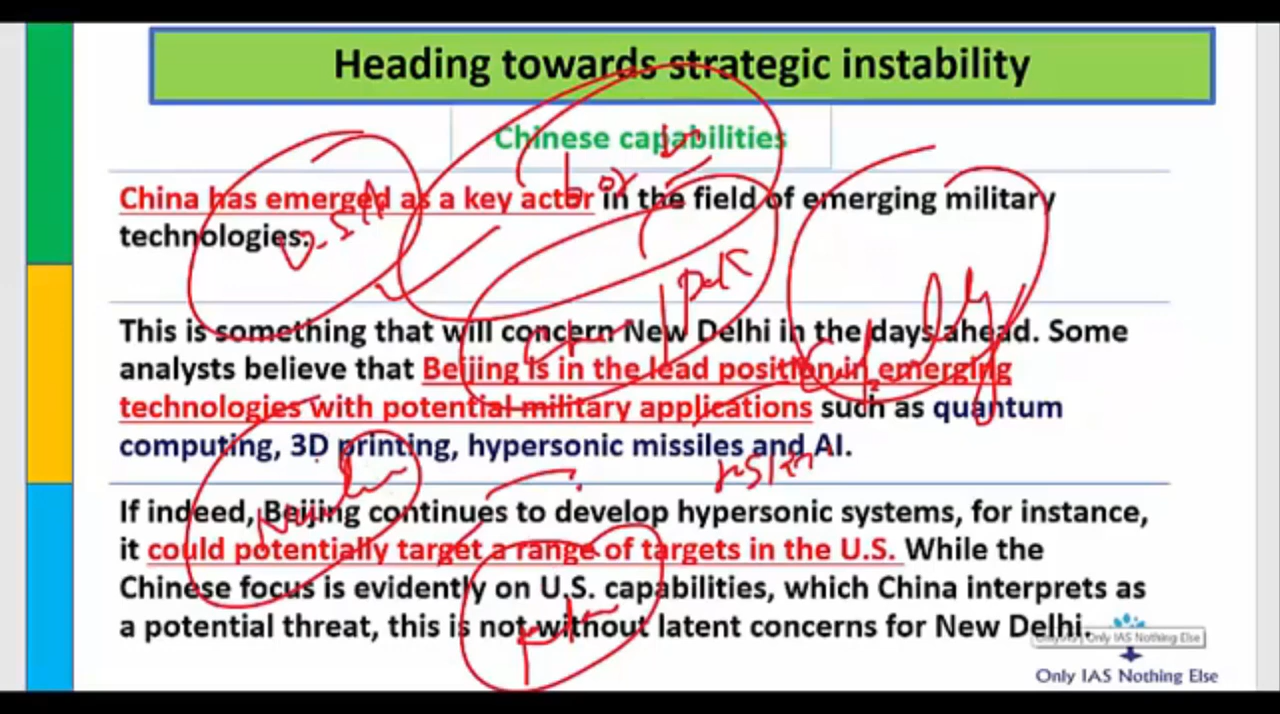 Heading towards strategic instability
Chinese capabilities
China has emerged as a key actor in the field of emerging military
technologies.
This is something that will concern New Delhi in the days ahead. Some
analysts believe that Beijing is in the lead position in emerging
technologies with potential military applications such as quantum
computing, 3D printing, hypersonic missiles and AI.
If indeed, Beijing continues to develop hypersonic systems, for instance,
it could potentially target a range of targets in the U.S. While the
Chinese focus is evidently on U.S. capabilities, which China interprets as
a potential threat, this is not without latent concerns for New Delhi.
Only IAS Nothing Else
Only IAS Nothing Else